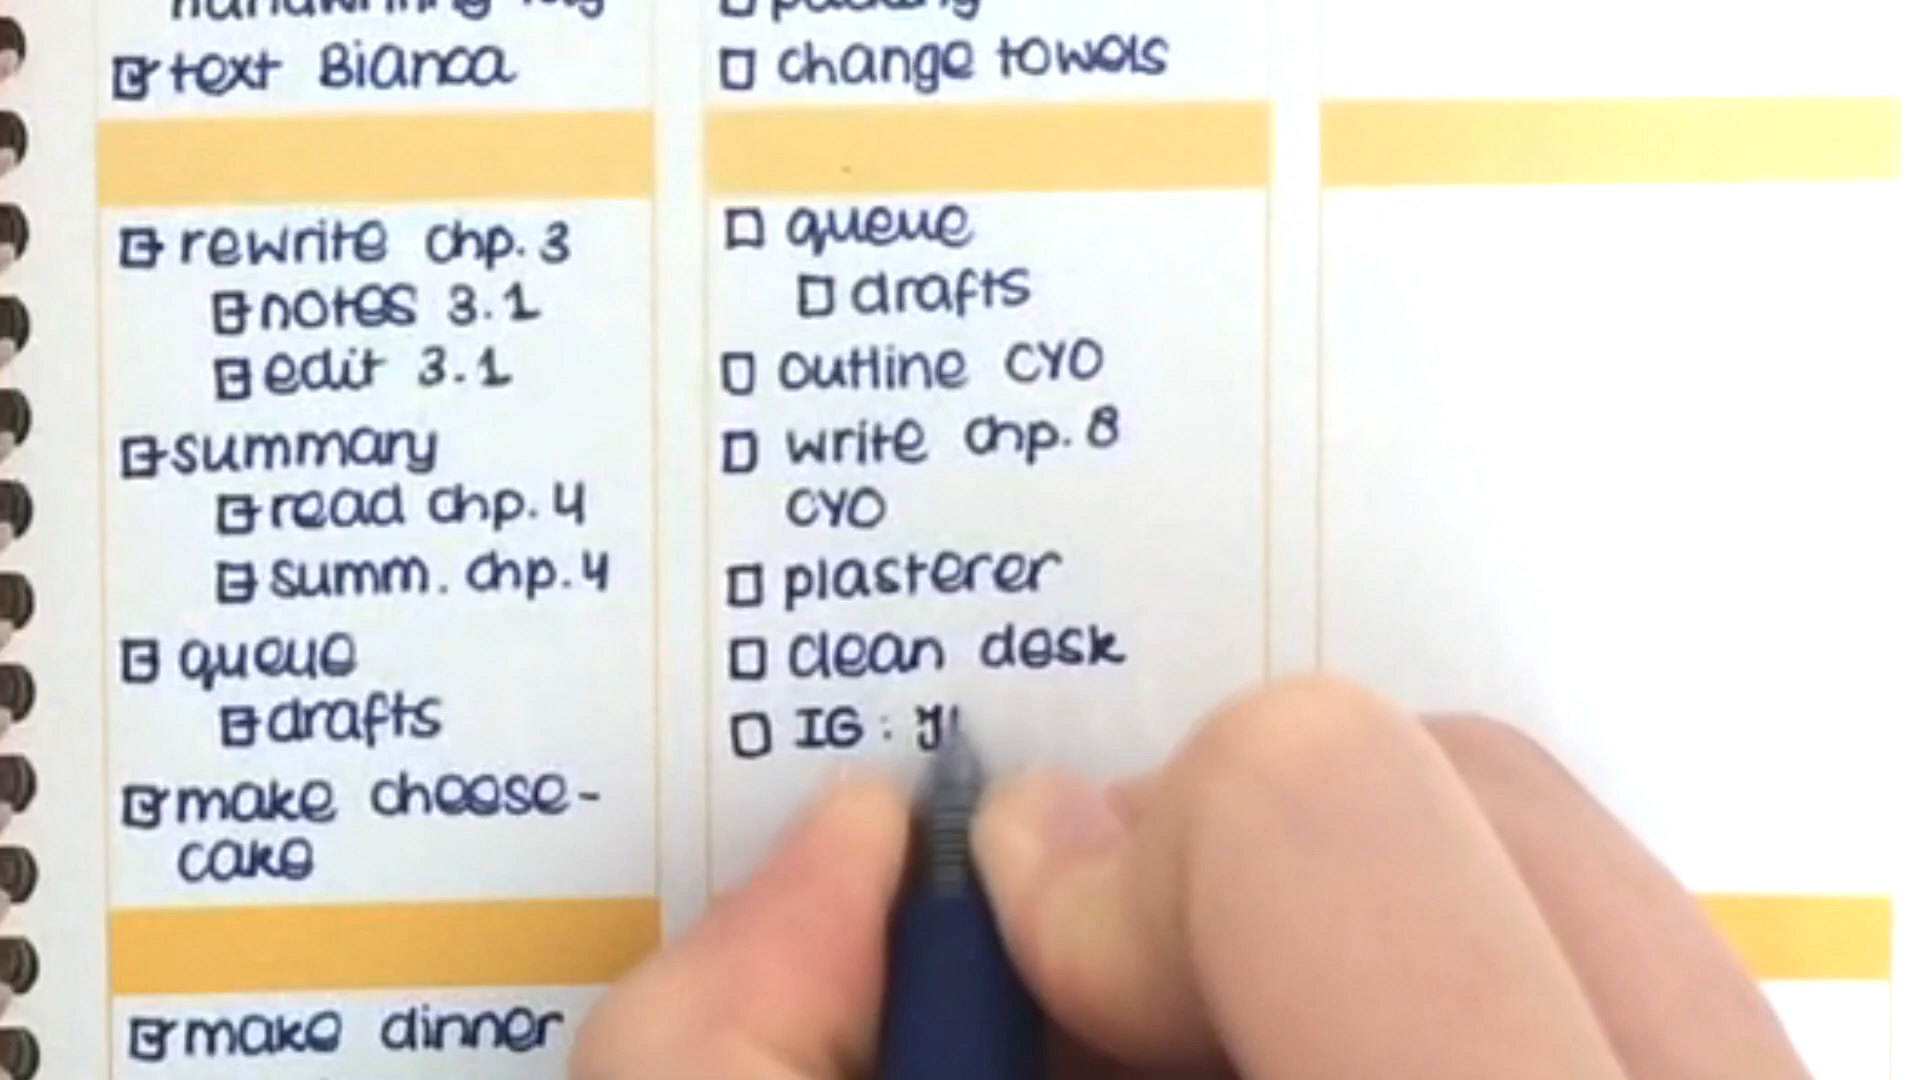 text Bianca
rewrite chp. 3
notes 3.1
edit 3.1
summary
read chp. 4
summ. chp. 4
queue
drafts
make cheese-
cake
make dinner
packing
change towels
queue
drafts
outline CYO
write chp. 8
CYO
plasterer
clean desk
IG: